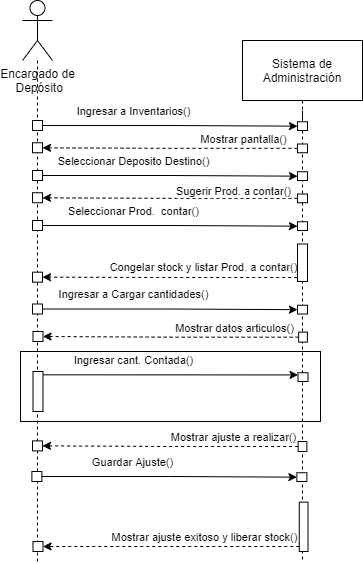 Encargado de
Depósito
Sistema de
Administración
Ingresar a Inventarios()
Mostrar pantalla()
Seleccionar Deposito Destino()
Sugerir Prod. a contar()
Seleccionar Prod. contar()
Congelar stock y listar Prod. a contar()
Ingresar a Cargar cantidades()
Mostrar datos articulos()
Ingresar cant. Contada()
Mostrar ajuste a realizar()
Guardar Ajuste()
Mostrar ajuste exitoso y liberar stock()